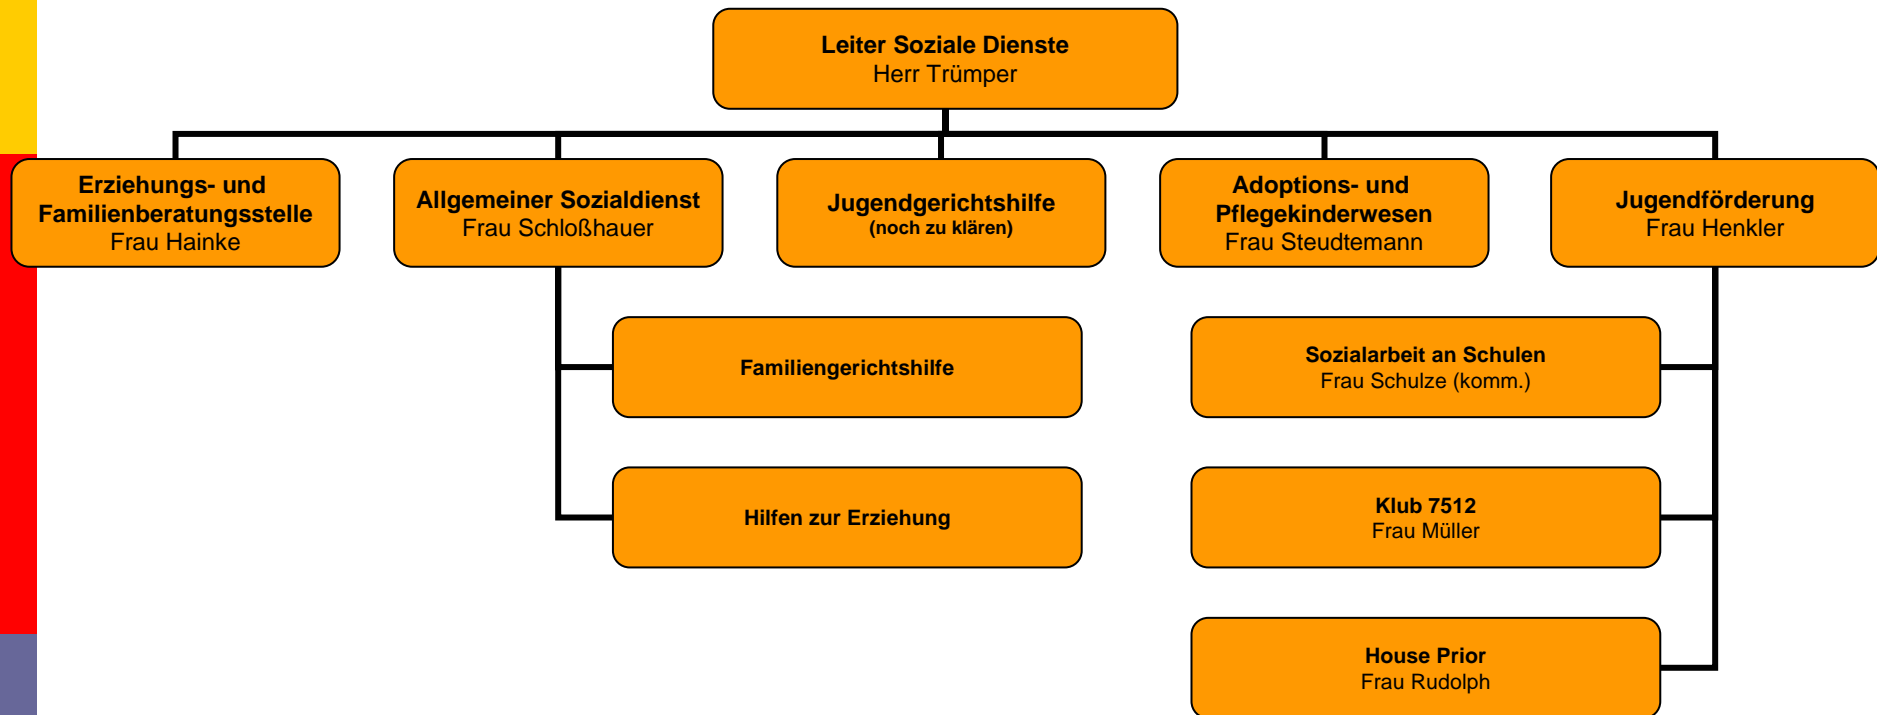 Leiter Soziale Dienste
Herr Trümper
Erziehungs- und
Familienberatungsstelle
Frau Hainke
Allgemeiner Sozialdienst
Frau Schloßhauer
Jugendgerichtshilfe
(noch zu klären)
Adoptions- und
Pflegekinderwesen
Frau Steudtemann
Jugendförderung
Frau Henkler
Familiengerichtshilfe
Hilfen zur Erziehung
Sozialarbeit an Schulen
Frau Schulze (komm.)
Klub 7512
Frau Müller
House Prior
Frau Rudolph